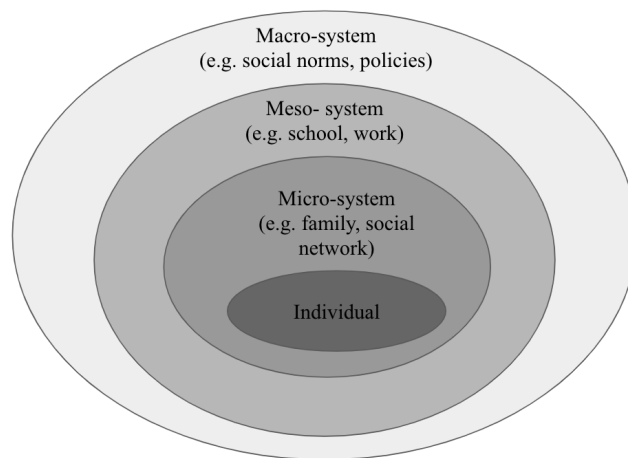 Macro-system
(e.g. social norms, policies)
Meso- system
(e.g. school, work)
Micro-system
(e.g. family, social
network)
Individual